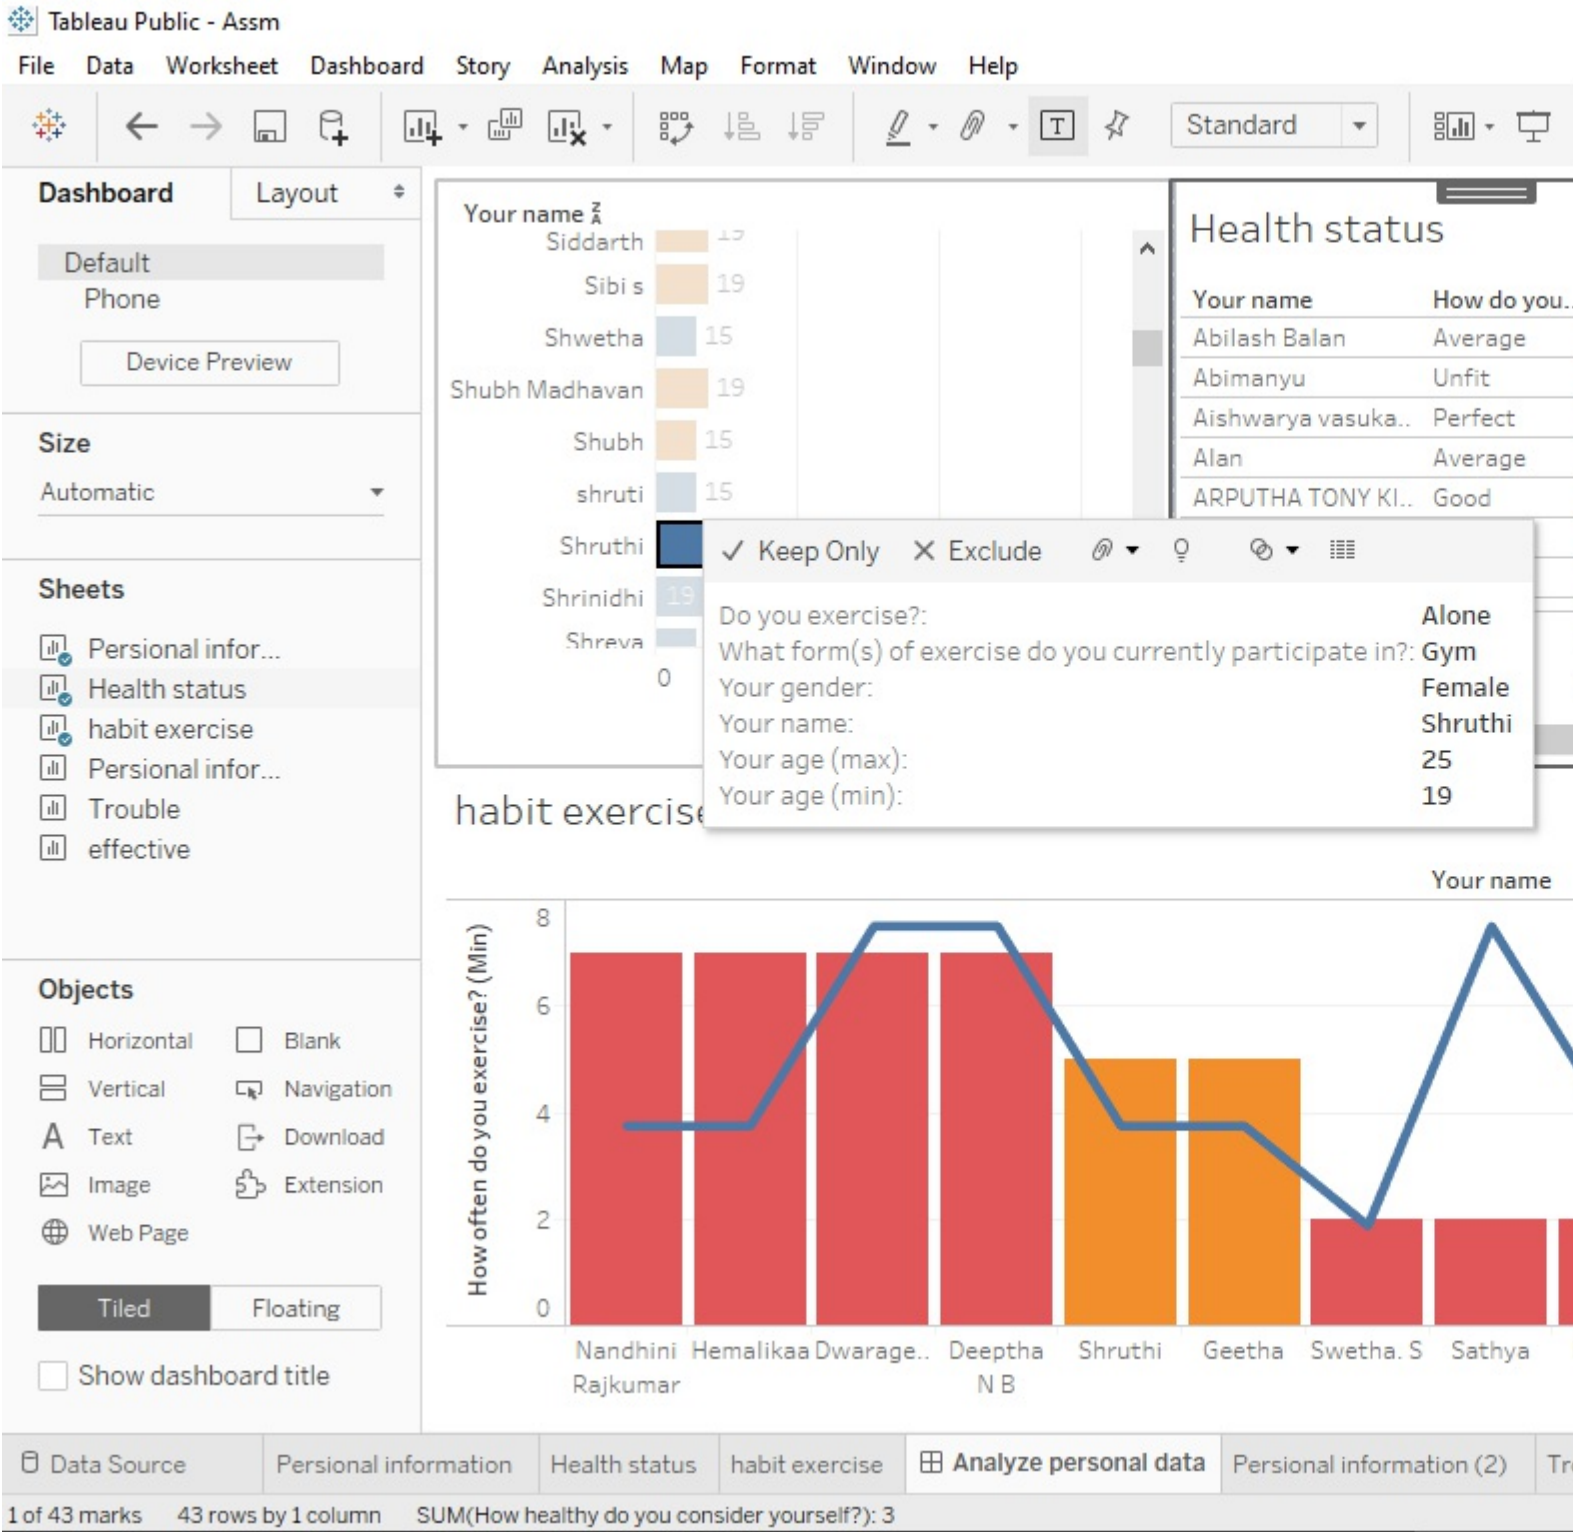 Tableau Public - Assm
File Data Worksheet Dashboard Story Analysis Map Format Window Help
Standard
Dashboard
Layout
Default
Phone
Device Preview
Size
Automatic
Sheets
Persional infor...
Health status
habit exercise
Persional infor...
Trouble
effective
Objects
Horizontal Blank
Vertical Navigation
Text Download
Image Extension
Web Page
Tiled Floating
Show dashboard title
Your name
Siddarth 19
Sibi s 19
Shwetha 15
Shubh Madhavan 19
Shubh 15
shruti 15
Shruthi
Shrinidhi 19
Shreya
0
Health status
Your name How do you..
Abilash Balan Average
Abimanyu Unfit
Aishwarya vasuka.. Perfect
Alan Average
ARPUTHA TONY KI.. Good
Keep Only Exclude
Do you exercise?: Alone
What form(s) of exercise do you currently participate in?: Gym
Your gender: Female
Your name: Shruthi
Your age (max): 25
Your age (min): 19
habit exercise
Your name
How often do you exercise? (Min)
8
6
4
2
0
Nandhini Rajkumar
Hemalikaa
Dwarage..
Deeptha N B
Shruthi
Geetha
Swetha. S
Sathya
Data Source Persional information Health status habit exercise Analyze personal data Persional information (2) Tr
1 of 43 marks 43 rows by 1 column SUM(How healthy do you consider yourself?): 3